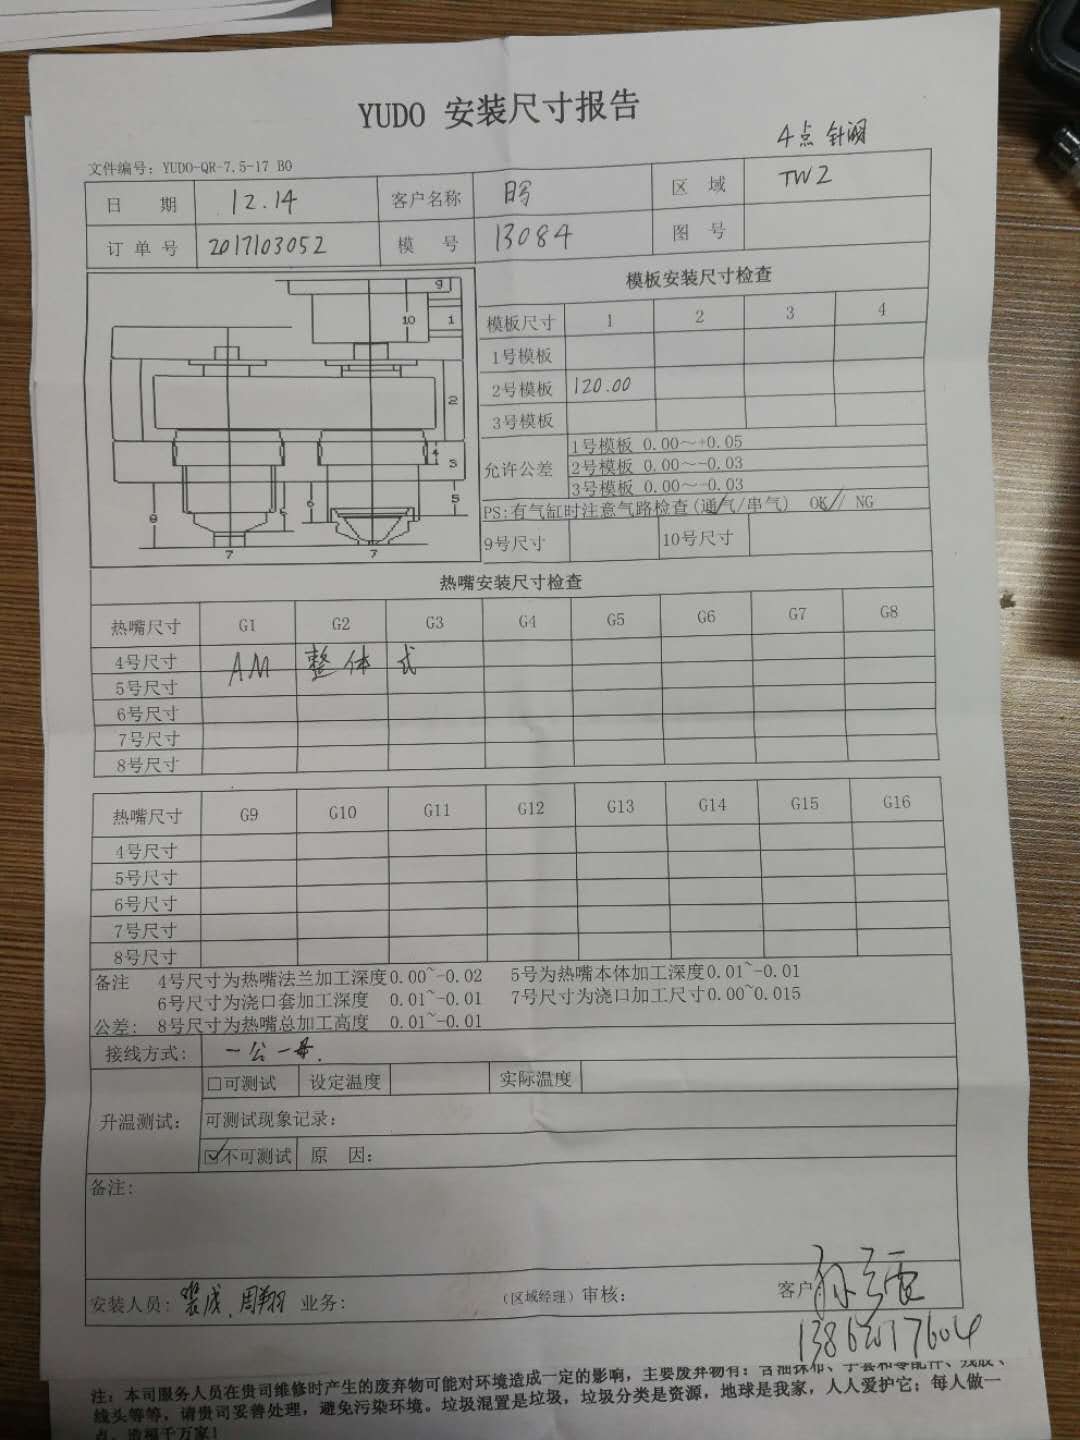 YUDO 安装尺寸报告
4点 针阀
文件编号：YUDO-QR-7.5-17 B0
日 期 12.14 客户名称 区 域 TW2
订 单 号 2017103052 模 号 13084 图 号
模板安装尺寸检查
模板尺寸 1 2 3 4
1号模板
2号模板 120.00
3号模板
允许公差
1号模板 0.00～+0.05
2号模板 0.00～-0.03
3号模板 0.00～-0.03
PS:有气缸时注意气路检查(通气/串气) OK// NG
9号尺寸 10号尺寸
9
10 1
2
4
3
5
6
8
7 7
热嘴安装尺寸检查
热嘴尺寸 G1 G2 G3 G4 G5 G6 G7 G8
4号尺寸 AM 整体式
5号尺寸
6号尺寸
7号尺寸
8号尺寸
热嘴尺寸 G9 G10 G11 G12 G13 G14 G15 G16
4号尺寸
5号尺寸
6号尺寸
7号尺寸
8号尺寸
备注 4号尺寸为热嘴法兰加工深度0.00~-0.02 5号为热嘴本体加工深度0.01~-0.01
6号尺寸为浇口套加工深度 0.01~-0.01 7号尺寸为浇口加工尺寸0.00~0.015
公差: 8号尺寸为热嘴总加工高度 0.01~-0.01
接线方式: 一公一母.
升温测试:
□可测试 设定温度 实际温度
可测试现象记录:
☑不可测试 原 因:
备注:
安装人员: 裴成、周翔 业务: (区域经理)审核: 客户
注: 本司服务人员在贵司维修时产生的废弃物可能对环境造成一定的影响, 主要废弃物有: 含油抹布、手套和零配件、残胶、
线头等等, 请贵司妥善处理, 避免污染环境。垃圾混置是垃圾, 垃圾分类是资源, 地球是我家, 人人爱护它; 每人做一
点, 造福千万家!